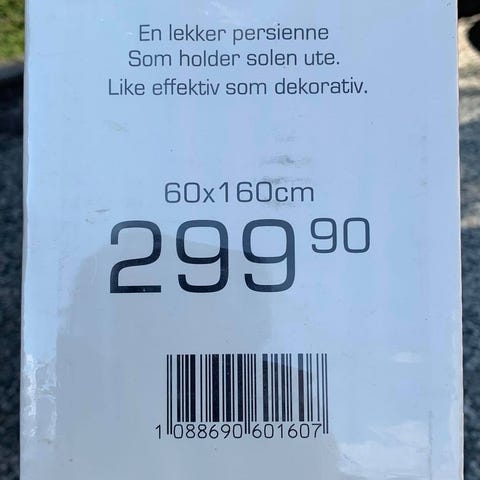 En lekker persienne
Som holder solen ute.
Like effektiv som dekorativ.
60x160cm
299 90
1 088690 601607